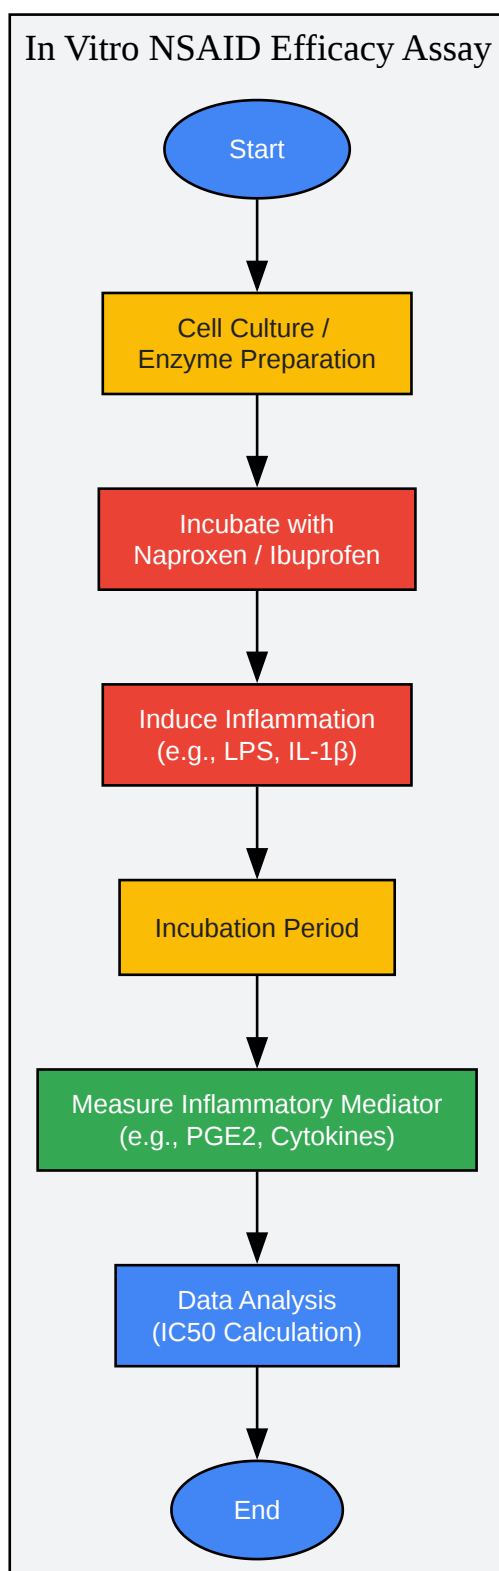 In Vitro NSAID Efficacy Assay
Start
Cell Culture /
Enzyme Preparation
Incubate with
Naproxen / Ibuprofen
Induce Inflammation
(e.g., LPS, IL-1β)
Incubation Period
Measure Inflammatory Mediator
(e.g., PGE2, Cytokines)
Data Analysis
(IC50 Calculation)
End